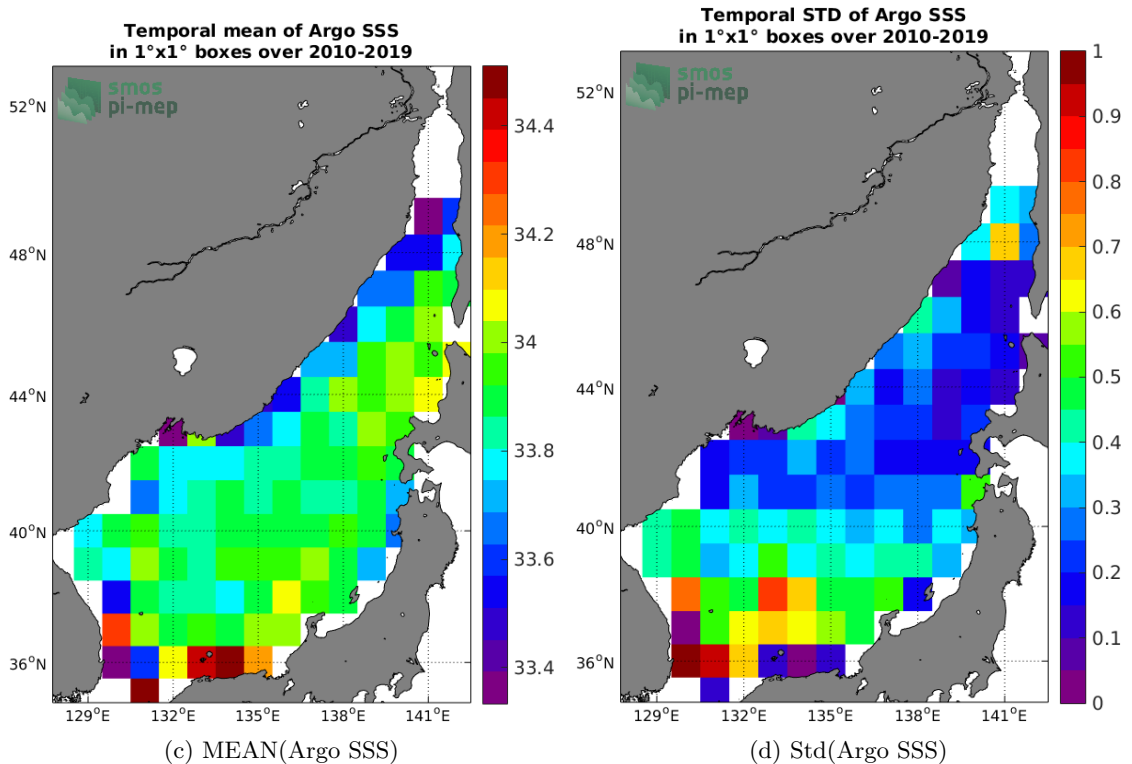 Temporal mean of Argo SSS
in 1°x1° boxes over 2010-2019
smos
pi-mep
52°N
48°N
44°N
40°N
36°N
129°E
132°E
135°E
138°E
141°E
34.4
34.2
34
33.8
33.6
33.4
(c) MEAN(Argo SSS)
Temporal STD of Argo SSS
in 1°x1° boxes over 2010-2019
smos
pi-mep
52°N
48°N
44°N
40°N
36°N
129°E
132°E
135°E
138°E
141°E
1
0.9
0.8
0.7
0.6
0.5
0.4
0.3
0.2
0.1
0
(d) Std(Argo SSS)